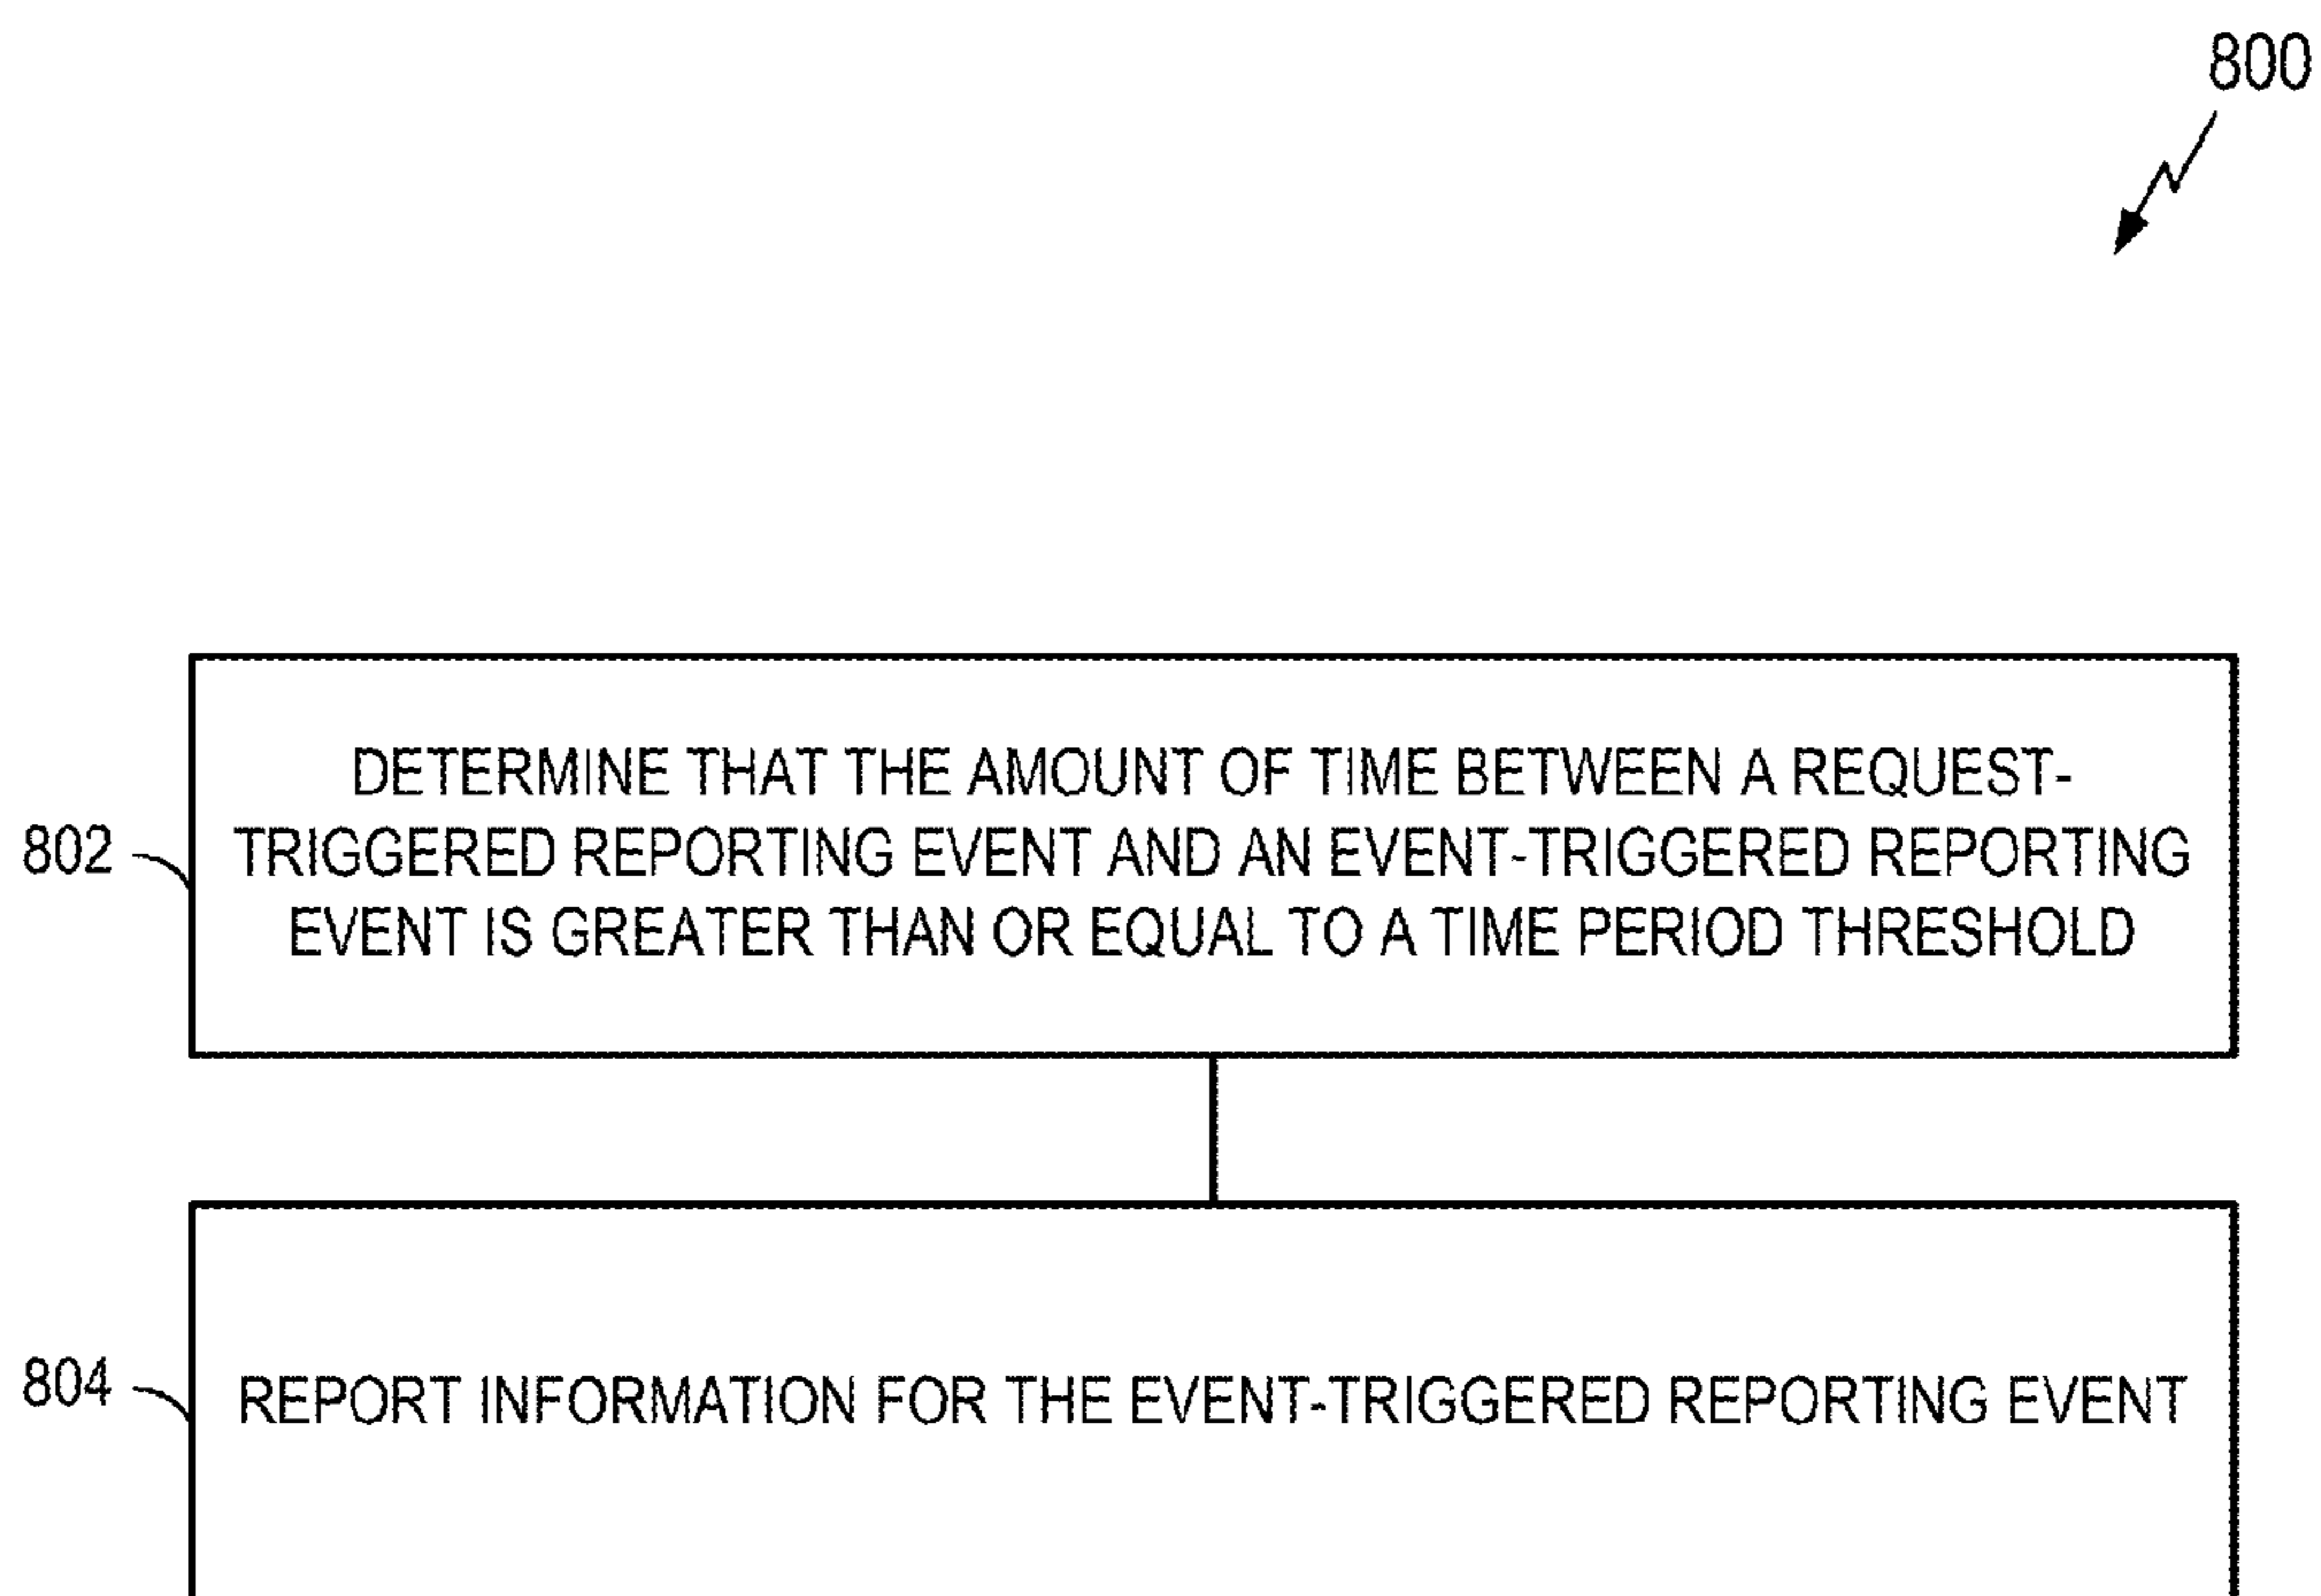 800
DETERMINE THAT THE AMOUNT OF TIME BETWEEN A REQUEST-
802 TRIGGERED REPORTING EVENT AND AN EVENT-TRIGGERED REPORTING
EVENT IS GREATER THAN OR EQUAL TO A TIME PERIOD THRESHOLD
804 REPORT INFORMATION FOR THE EVENT-TRIGGERED REPORTING EVENT